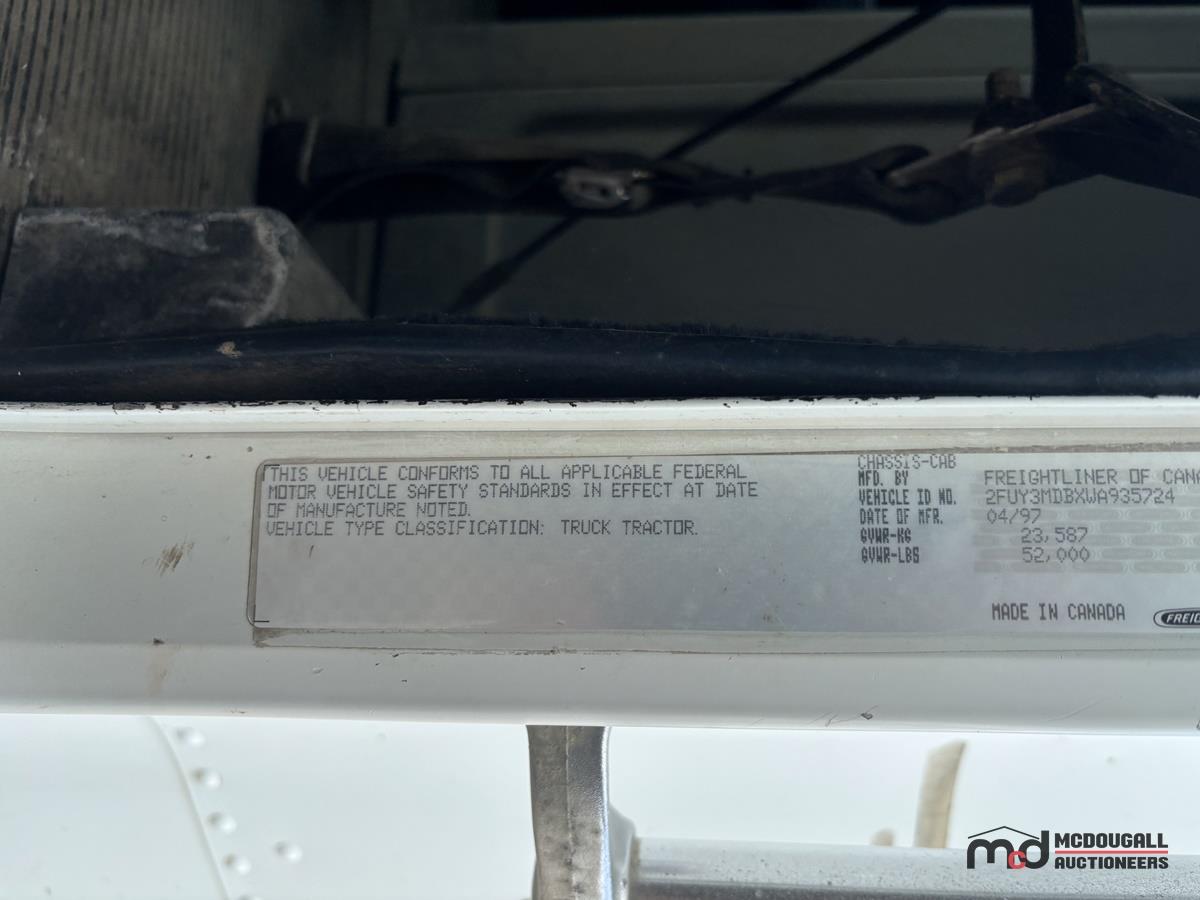 THIS VEHICLE CONFORMS TO ALL APPLICABLE FEDERAL
MOTOR VEHICLE SAFETY STANDARDS IN EFFECT AT DATE
OF MANUFACTURE NOTED.
VEHICLE TYPE CLASSIFICATION: TRUCK TRACTOR.
CHASSIS-CAB
MFD. BY FREIGHTLINER OF CANA
VEHICLE ID NO. 2FUY3MDBXWA935724
DATE OF MFR. 04/97
GVWR-KG 23,587
GVWR-LBS 52,000
MADE IN CANADA
FREIG
mcd MCDOUGALL
AUCTIONEERS